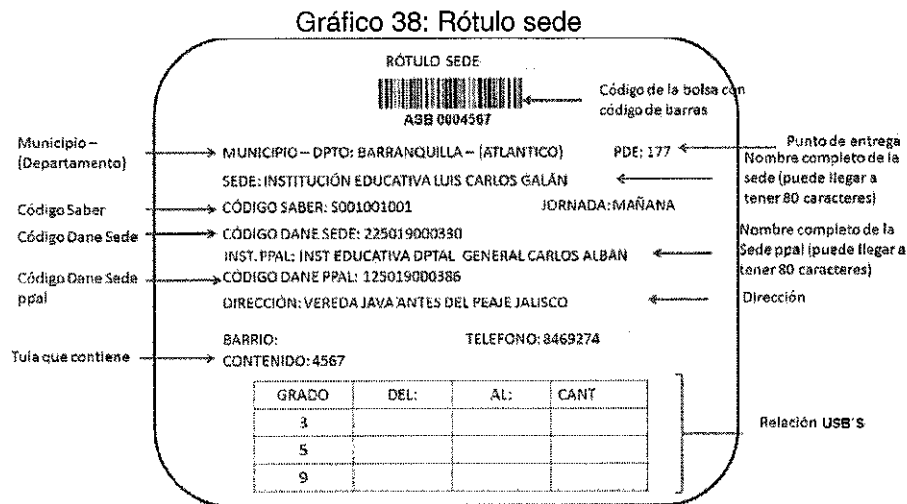 Gráfico 38: Rótulo sede
RÓTULO SEDE
Código de la bolsa con
código de barras
ASB 0004567
Municipio –
(Departamento)
MUNICIPIO – DPTO: BARRANQUILLA – (ATLANTICO) PDE: 177
Punto de entrega
Nombre completo de la
sede (puede llegar a
tener 80 caracteres)
SEDE: INSTITUCIÓN EDUCATIVA LUIS CARLOS GALÁN
Código Saber
CÓDIGO SABER: S001001001 JORNADA: MAÑANA
Código Dane Sede
CÓDIGO DANE SEDE: 225019000330
Nombre completo de la
Sede ppal (puede llegar a
tener 80 caracteres)
INST. PPAL: INST EDUCATIVA DPTAL GENERAL CARLOS ALBÁN
Código Dane Sede
ppal
CÓDIGO DANE PPAL: 125019000386
DIRECCIÓN: VEREDA JAVA ANTES DEL PEAJE JALISCO
Dirección
BARRIO: TELEFONO: 8469274
Tula que contiene
CONTENIDO: 4567
GRADO DEL: AL: CANT
3
5
9
Relación USB'S